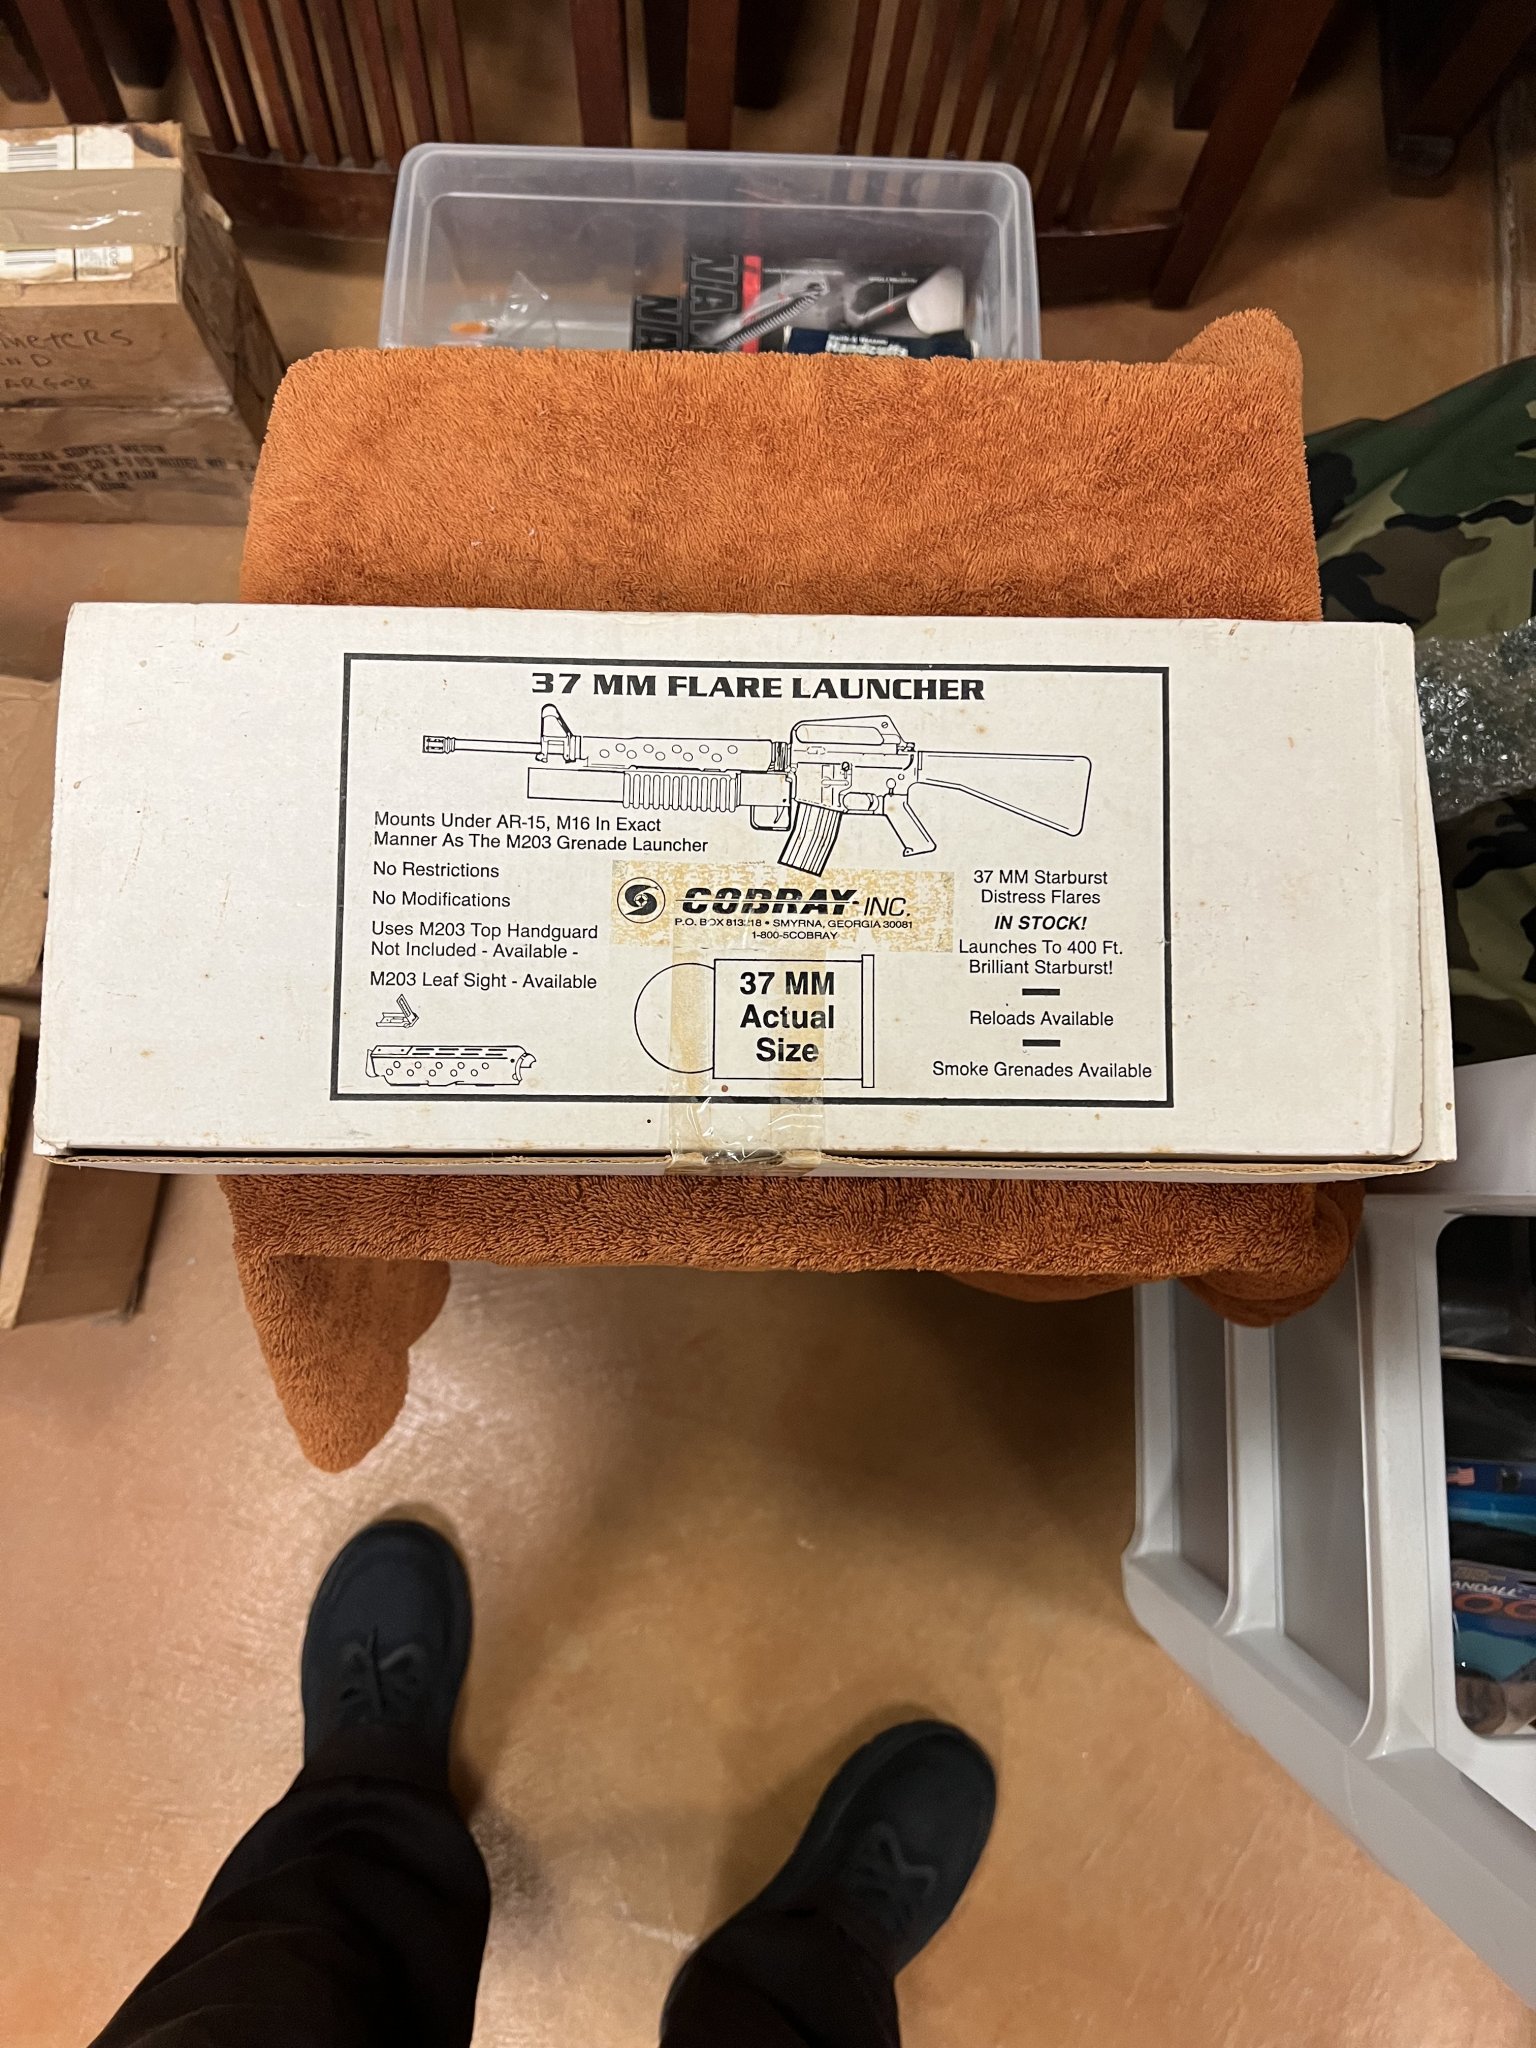 37 MM FLARE LAUNCHER
Mounts Under AR-15, M16 In Exact
Manner As The M203 Grenade Launcher
No Restrictions
No Modifications
Uses M203 Top Handguard
Not Included - Available -
M203 Leaf Sight - Available
COBRAY INC.
SMYRNA, GEORGIA 30081
1-800-5COBRAY
37 MM
Actual
Size
37 MM Starburst
Distress Flares
IN STOCK!
Launches To 400 Ft.
Brilliant Starburst!
Reloads Available
Smoke Grenades Available
Handcuffs